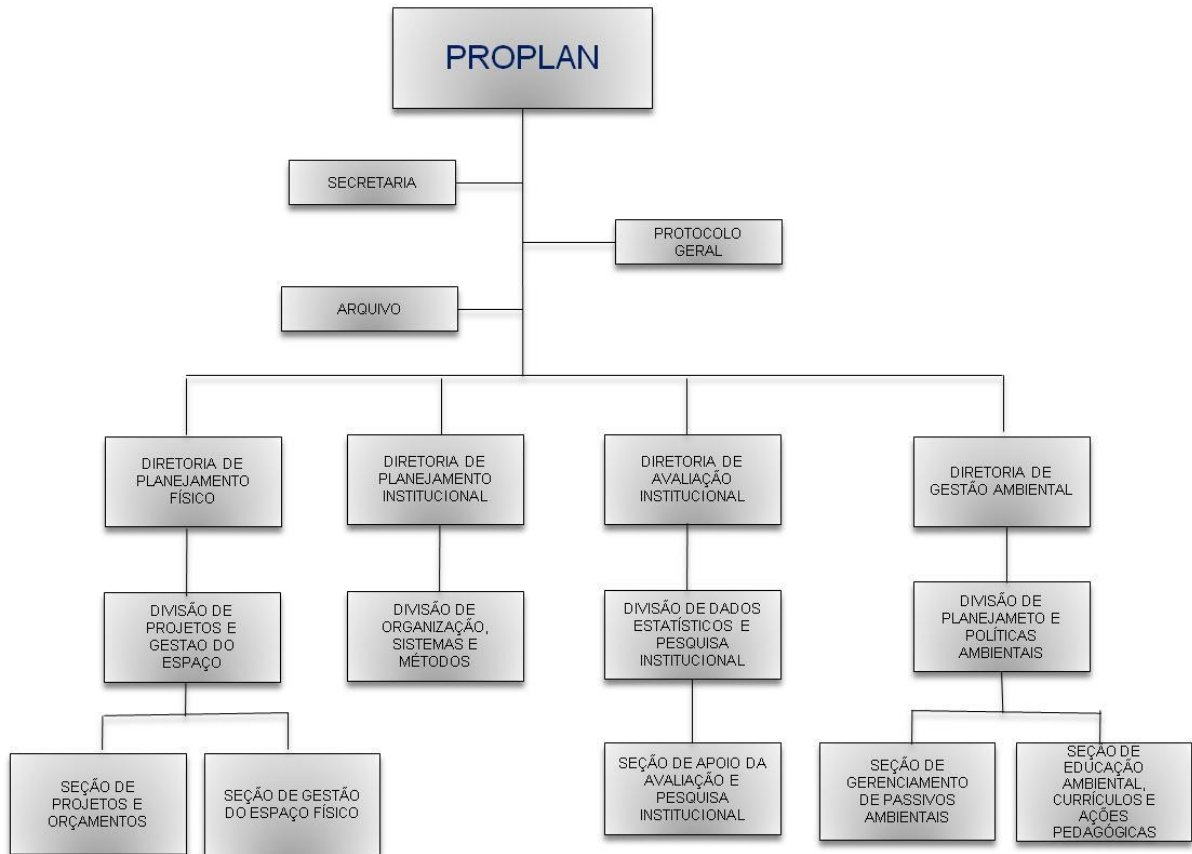 PROPLAN
SECRETARIA
PROTOCOLO
GERAL
ARQUIVO
DIRETORIA DE
PLANEJAMENTO
FÍSICO
DIRETORIA DE
PLANEJAMENTO
INSTITUCIONAL
DIRETORIA DE
AVALIAÇÃO
INSTITUCIONAL
DIRETORIA DE
GESTÃO AMBIENTAL
DIVISÃO DE
PROJETOS E
GESTAO DO
ESPAÇO
DIVISÃO DE
ORGANIZAÇÃO,
SISTEMAS E
MÉTODOS
DIVISÃO DE DADOS
ESTATÍSTICOS E
PESQUISA
INSTITUCIONAL
DIVISÃO DE
PLANEJAMETO E
POLÍTICAS
AMBIENTAIS
SEÇÃO DE
PROJETOS E
ORÇAMENTOS
SEÇÃO DE GESTÃO
DO ESPAÇO FÍSICO
SEÇÃO DE APOIO DA
AVALIAÇÃO E
PESQUISA
INSTITUCIONAL
SEÇÃO DE
GERENCIAMENTO
DE PASSIVOS
AMBIENTAIS
SEÇÃO DE
EDUCAÇÃO
AMBIENTAL,
CURRÍCULOS E
AÇÕES
PEDAGÓGICAS